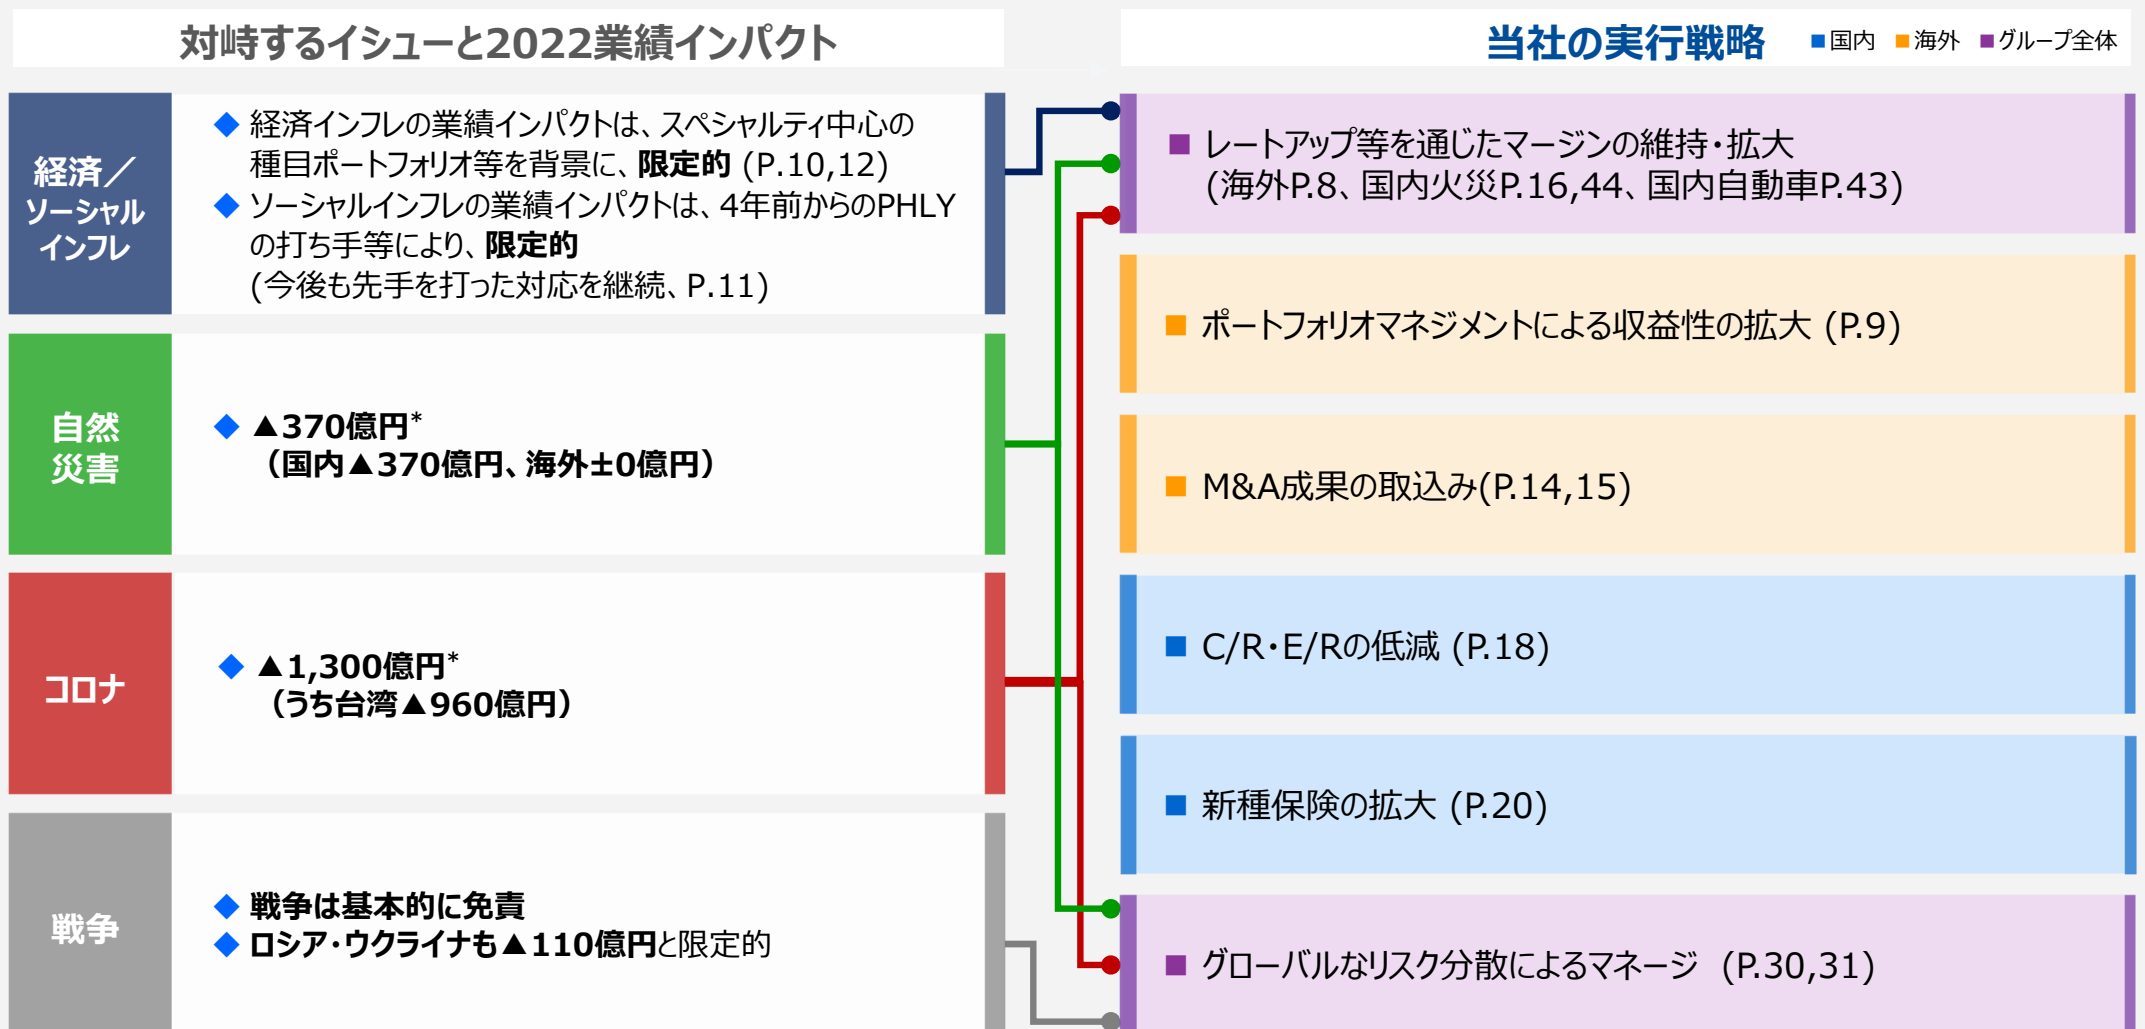 対峙するイシューと2022業績インパクト
経済／
ソーシャル
インフレ
◆ 経済インフレの業績インパクトは、スペシャルティ中心の
種目ポートフォリオ等を背景に、限定的 (P.10,12)
◆ ソーシャルインフレの業績インパクトは、4年前からのPHLY
の打ち手等により、限定的
(今後も先手を打った対応を継続、P.11)
自然
災害
◆ ▲370億円*
（国内▲370億円、海外±0億円）
コロナ
◆ ▲1,300億円*
（うち台湾▲960億円）
戦争
◆ 戦争は基本的に免責
◆ ロシア・ウクライナも▲110億円と限定的
当社の実行戦略 ■国内 ■海外 ■グループ全体
■ レートアップ等を通じたマージンの維持・拡大
(海外P.8、国内火災P.16,44、国内自動車P.43)
■ ポートフォリオマネジメントによる収益性の拡大 (P.9)
■ M&A成果の取込み(P.14,15)
■ C/R・E/Rの低減 (P.18)
■ 新種保険の拡大 (P.20)
■ グローバルなリスク分散によるマネージ (P.30,31)